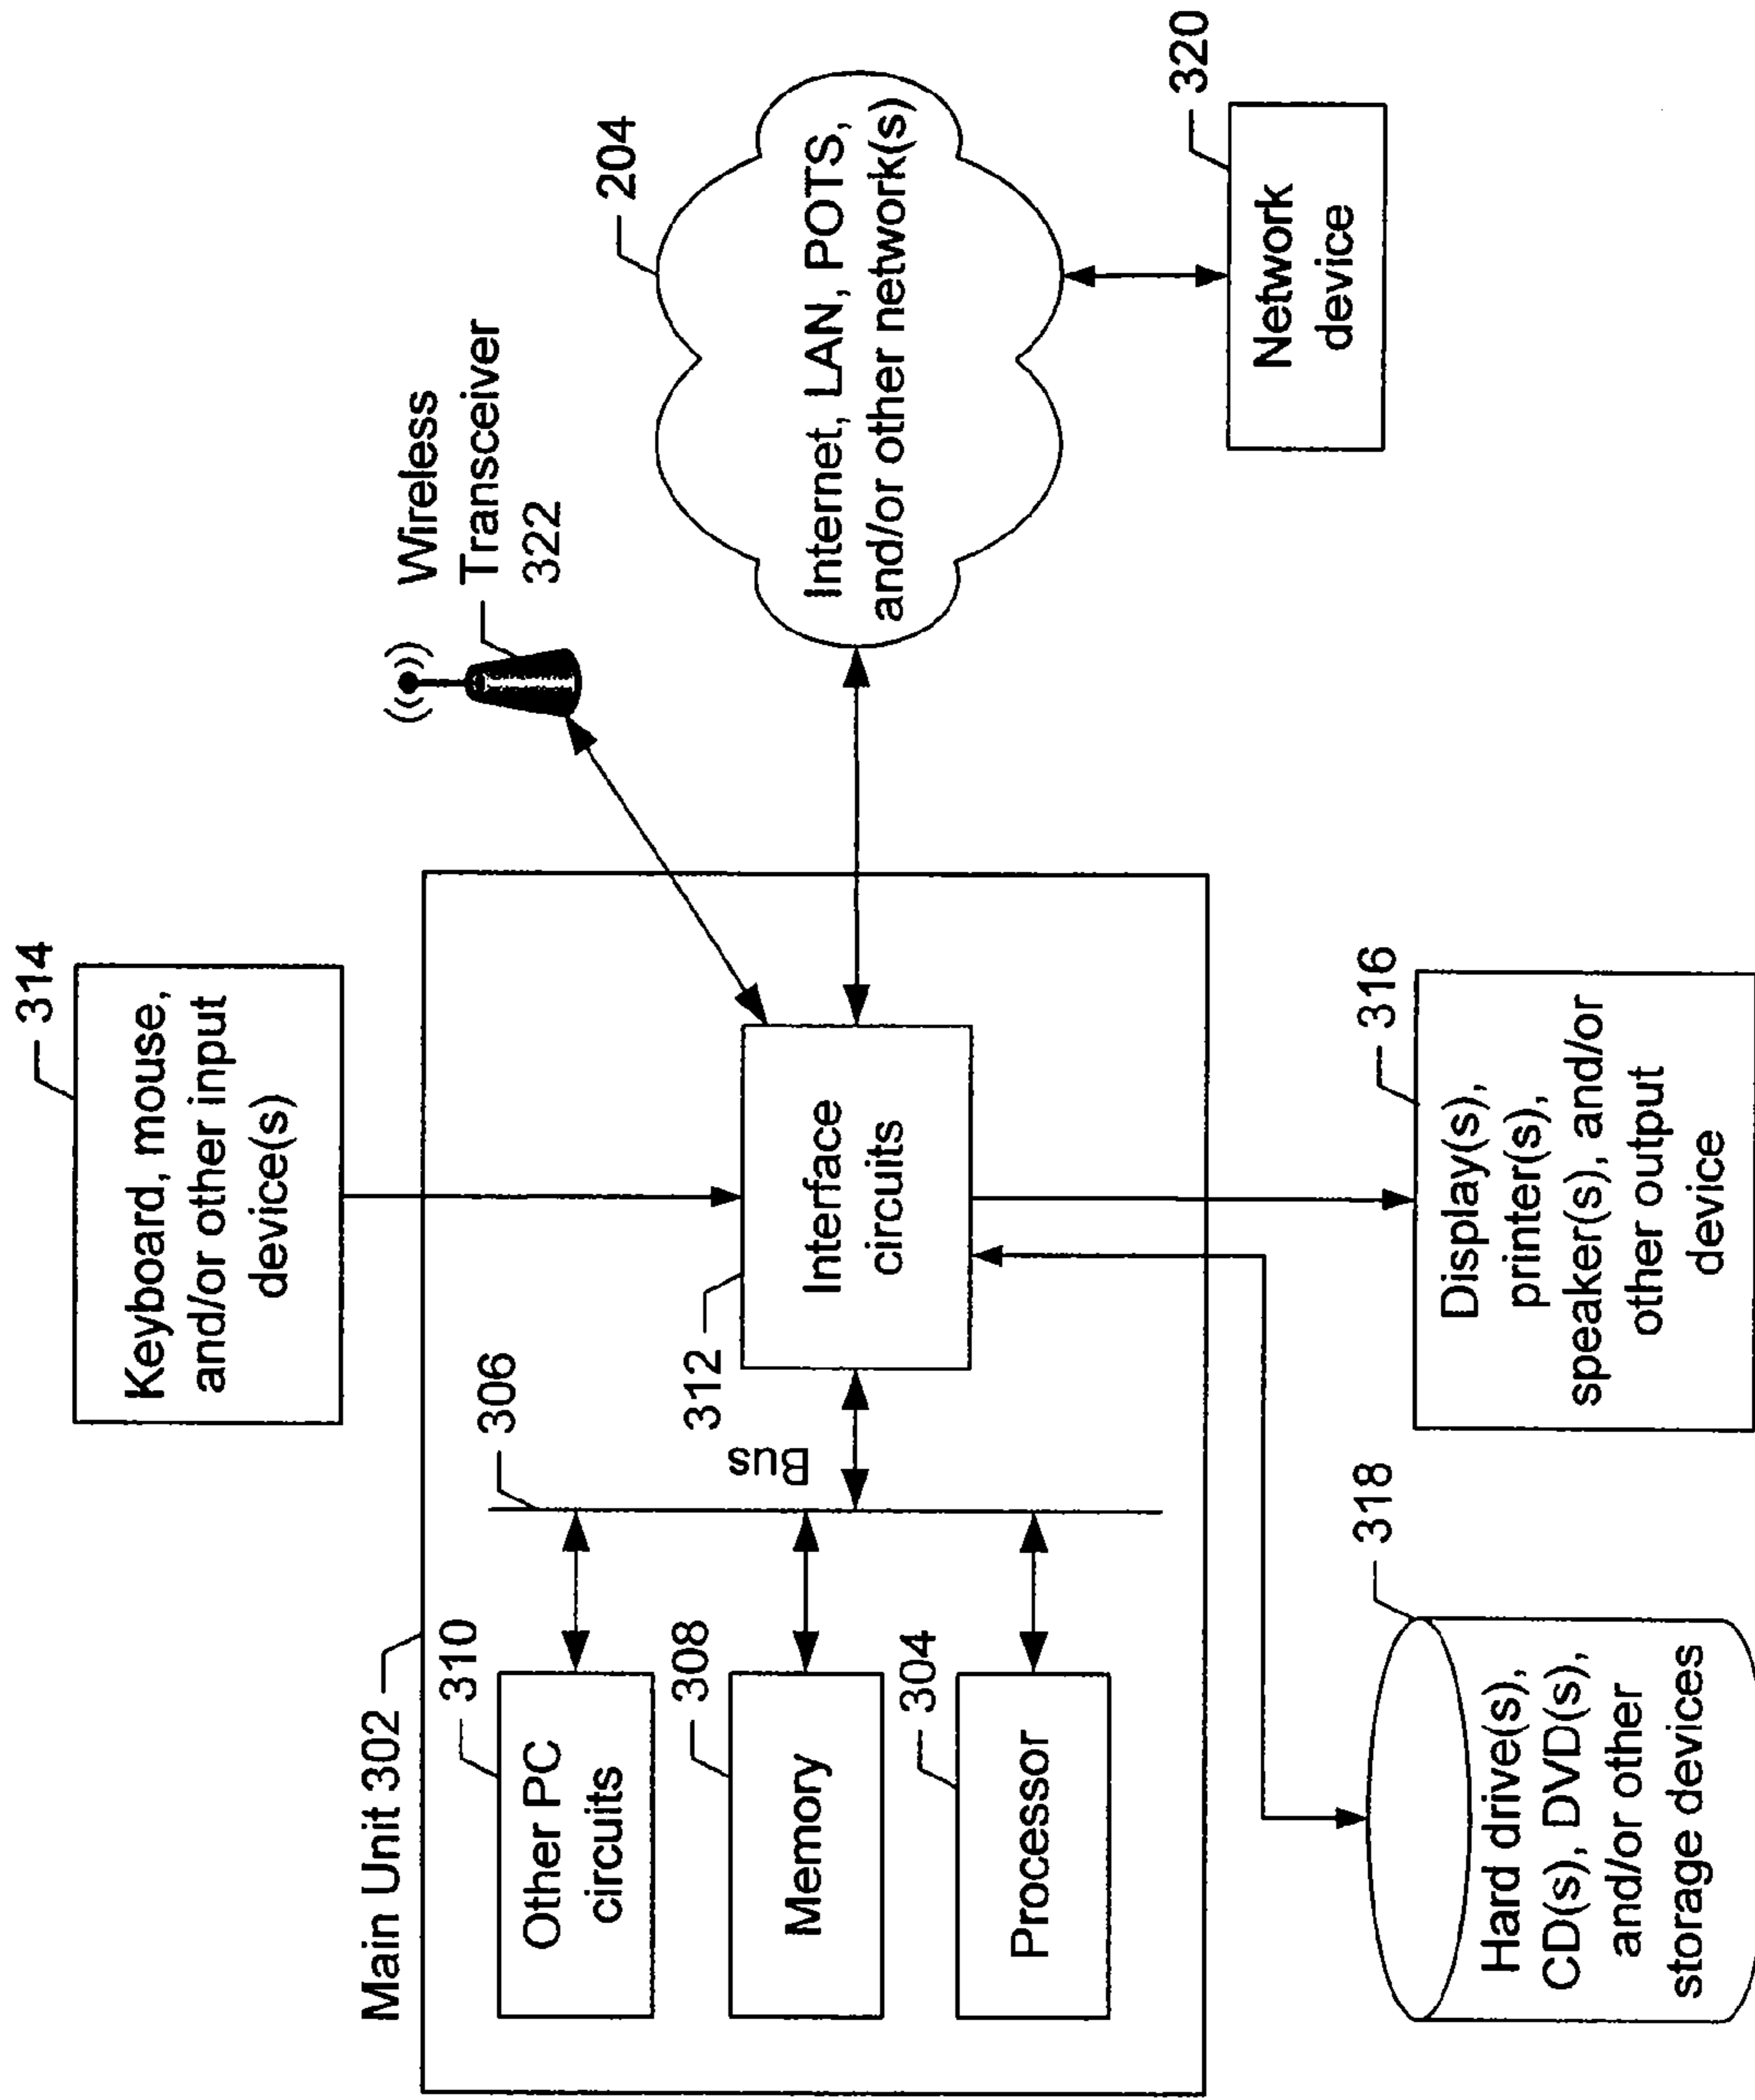 314
Keyboard, mouse,
and/or other input
device(s)
Wireless
Transceiver
322
204
Internet, LAN, POTS,
and/or other network(s)
320
Network
device
Main Unit 302
310
Other PC
circuits
308
Memory
304
Processor
306
Bus
312
Interface
circuits
318
Hard drive(s),
CD(s), DVD(s),
and/or other
storage devices
316
Display(s),
printer(s),
speaker(s), and/or
other output
device